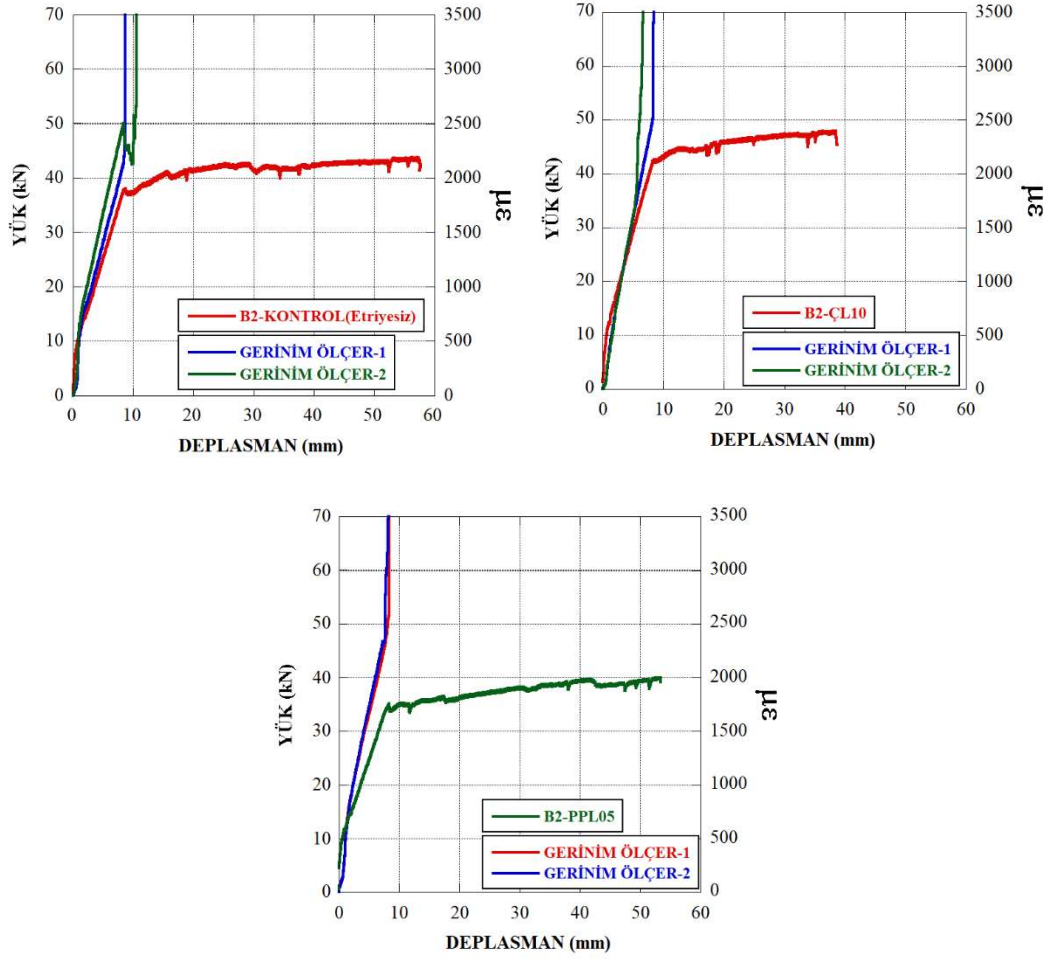 70
60
50
40
30
20
10
0
YÜK (kN)
3500
3000
2500
2000
1500
1000
500
0
με
B2-KONTROL(Etriyesiz)
GERİNİM ÖLÇER-1
GERİNİM ÖLÇER-2
0 10 20 30 40 50 60
DEPLASMAN (mm)
70
60
50
40
30
20
10
0
YÜK (kN)
3500
3000
2500
2000
1500
1000
500
0
με
B2-ÇL10
GERİNİM ÖLÇER-1
GERİNİM ÖLÇER-2
0 10 20 30 40 50 60
DEPLASMAN (mm)
70
60
50
40
30
20
10
0
YÜK (kN)
3500
3000
2500
2000
1500
1000
500
0
με
B2-PPL05
GERİNİM ÖLÇER-1
GERİNİM ÖLÇER-2
0 10 20 30 40 50 60
DEPLASMAN (mm)